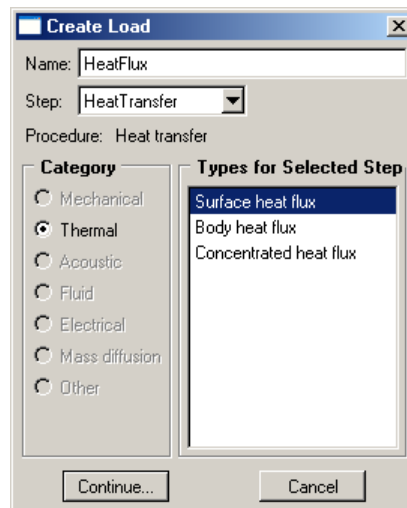 Create Load
Name: HeatFlux
Step: HeatTransfer
Procedure: Heat transfer
Category
Mechanical
Thermal
Acoustic
Fluid
Electrical
Mass diffusion
Other
Types for Selected Step
Surface heat flux
Body heat flux
Concentrated heat flux
Continue... Cancel